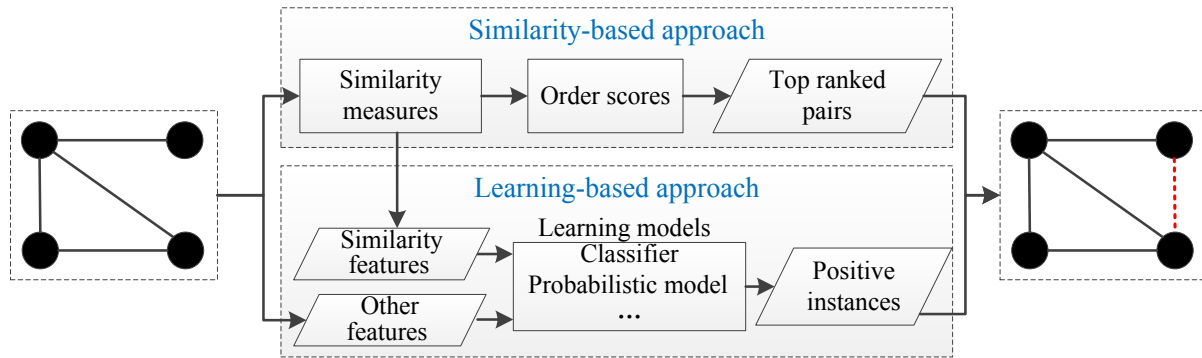 Similarity-based approach
Similarity
measures
Order scores
Top ranked
pairs
Learning-based approach
Similarity
features
Other
features
Learning models
Classifier
Probabilistic model
...
Positive
instances